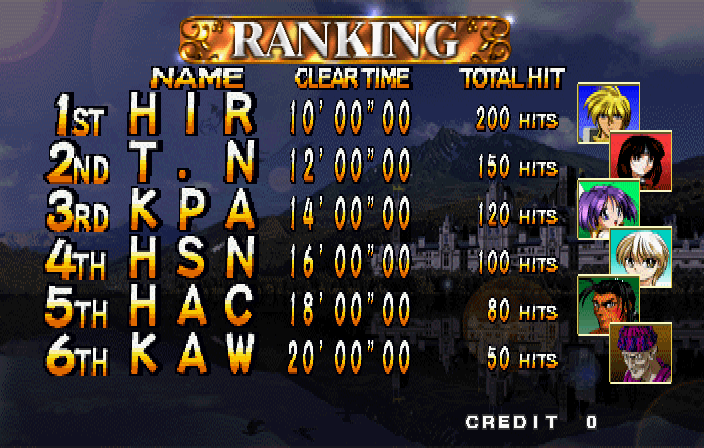 RANKING
NAME CLEAR TIME TOTAL HIT
1ST H I R 10'00"00 200 HITS
2ND T . N 12'00"00 150 HITS
3RD K P A 14'00"00 120 HITS
4TH H S N 16'00"00 100 HITS
5TH H A C 18'00"00 80 HITS
6TH K A W 20'00"00 50 HITS
CREDIT 0